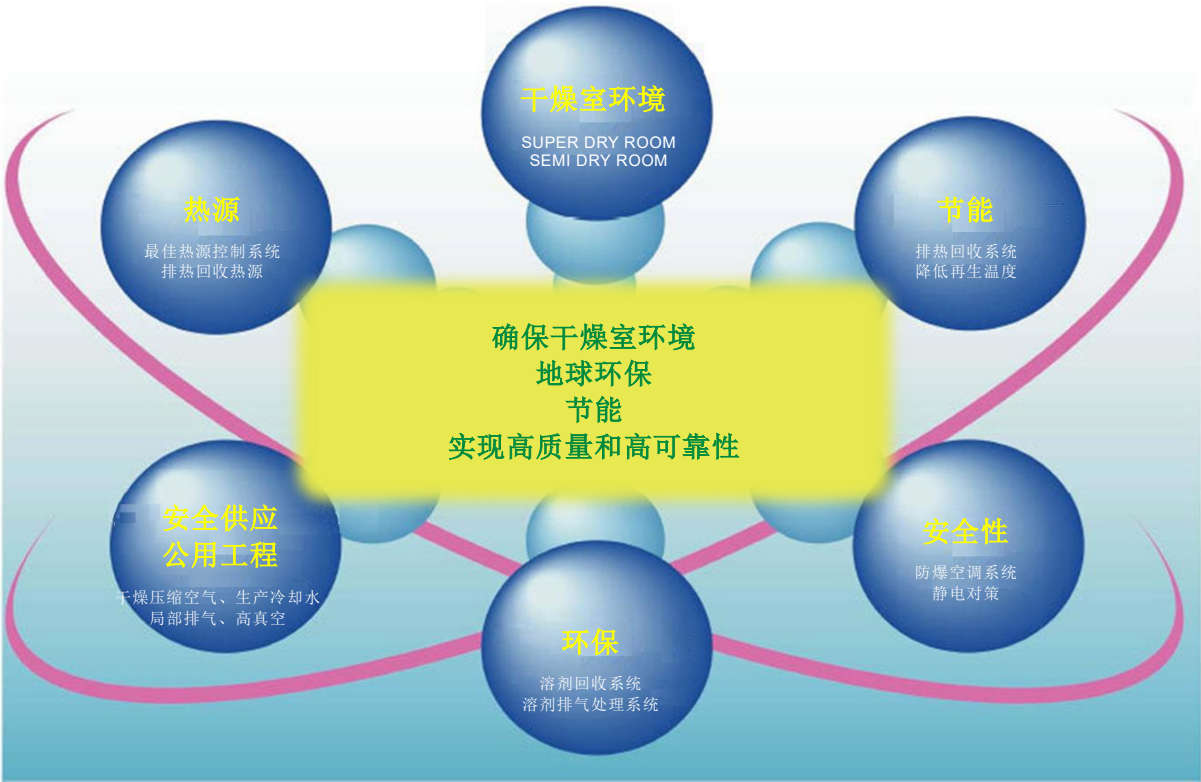 干燥室环境
SUPER DRY ROOM
SEMI DRY ROOM
热源
最佳热源控制系统
排热回收热源
节能
排热回收系统
降低再生温度
确保干燥室环境
地球环保
节能
实现高质量和高可靠性
安全供应
公用工程
干燥压缩空气、生产冷却水
局部排气、高真空
安全性
防爆空调系统
静电对策
环保
溶剂回收系统
溶剂排气处理系统